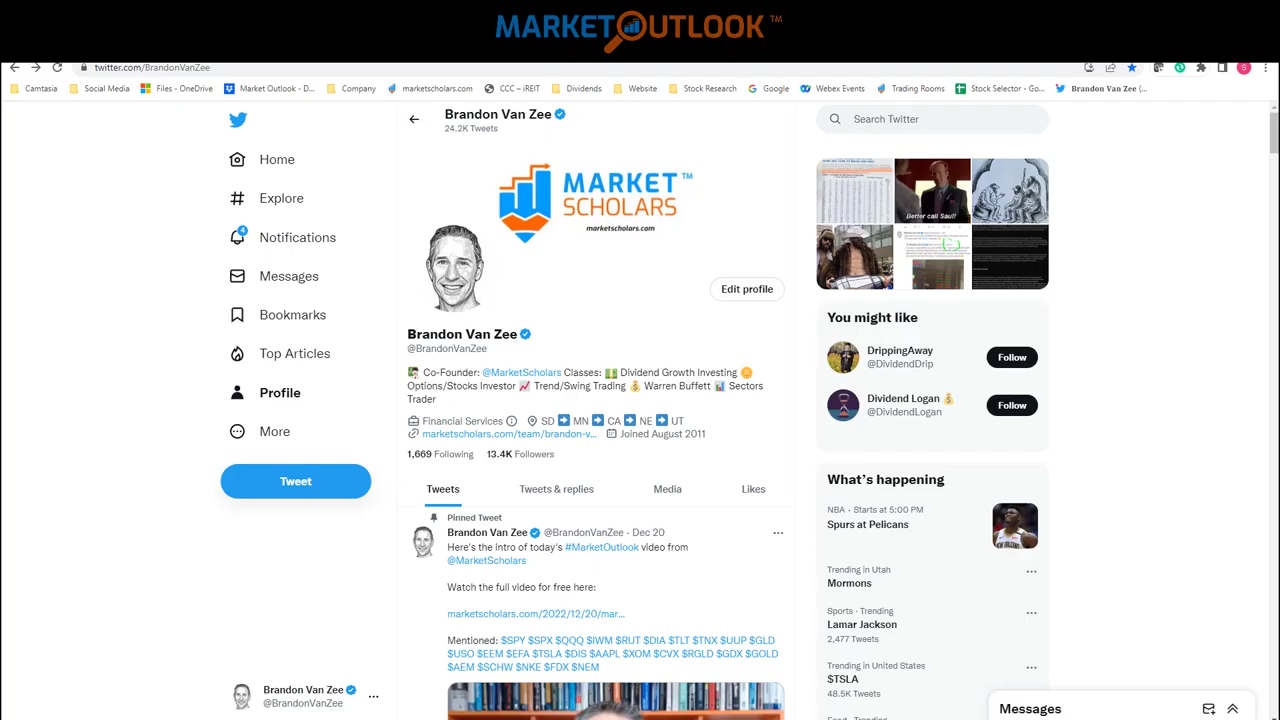 MARKETOUTLOOK™
twitter.com/BrandonVanZee
S
Camtasia
Social Media
Files - OneDrive
Market Outlook - D...
Company
marketscholars.com
CCC – iREIT
Dividends
Website
Stock Research
Google
Webex Events
Trading Rooms
Stock Selector - Go...
Brandon Van Zee (...
Brandon Van Zee
24.2K Tweets
Search Twitter
Home
Explore
4
Notifications
Messages
Bookmarks
Top Articles
Profile
More
Tweet
MARKET™
SCHOLARS
marketscholars.com
Edit profile
Brandon Van Zee
@BrandonVanZee
Co-Founder: @MarketScholars Classes: Dividend Growth Investing
Options/Stocks Investor Trend/Swing Trading Warren Buffett Sectors
Trader
Financial Services SD MN CA NE UT
marketscholars.com/team/brandon-v... Joined August 2011
1,669 Following 13.4K Followers
Tweets
Tweets & replies
Media
Likes
Pinned Tweet
Brandon Van Zee @BrandonVanZee · Dec 20
Here's the Intro of today's #MarketOutlook video from
@MarketScholars
Watch the full video for free here:
marketscholars.com/2022/12/20/mar...
Mentioned: $SPY $SPX $QQQ $IWM $RUT $DIA $TLT $TNX $UUP $GLD
$USO $EEM $EFA $TSLA $DIS $AAPL $XOM $CVX $RGLD $GDX $GOLD
$AEM $SCHW $NKE $FDX $NEM
Better call Saul!
You might like
DrippingAway
@DividendDrip
Follow
Dividend Logan
@DividendLogan
Follow
What's happening
NBA · Starts at 5:00 PM
Spurs at Pelicans
Trending in Utah
Mormons
Sports · Trending
Lamar Jackson
2,477 Tweets
Trending in United States
$TSLA
48.5K Tweets
Brandon Van Zee
@BrandonVanZee
Messages